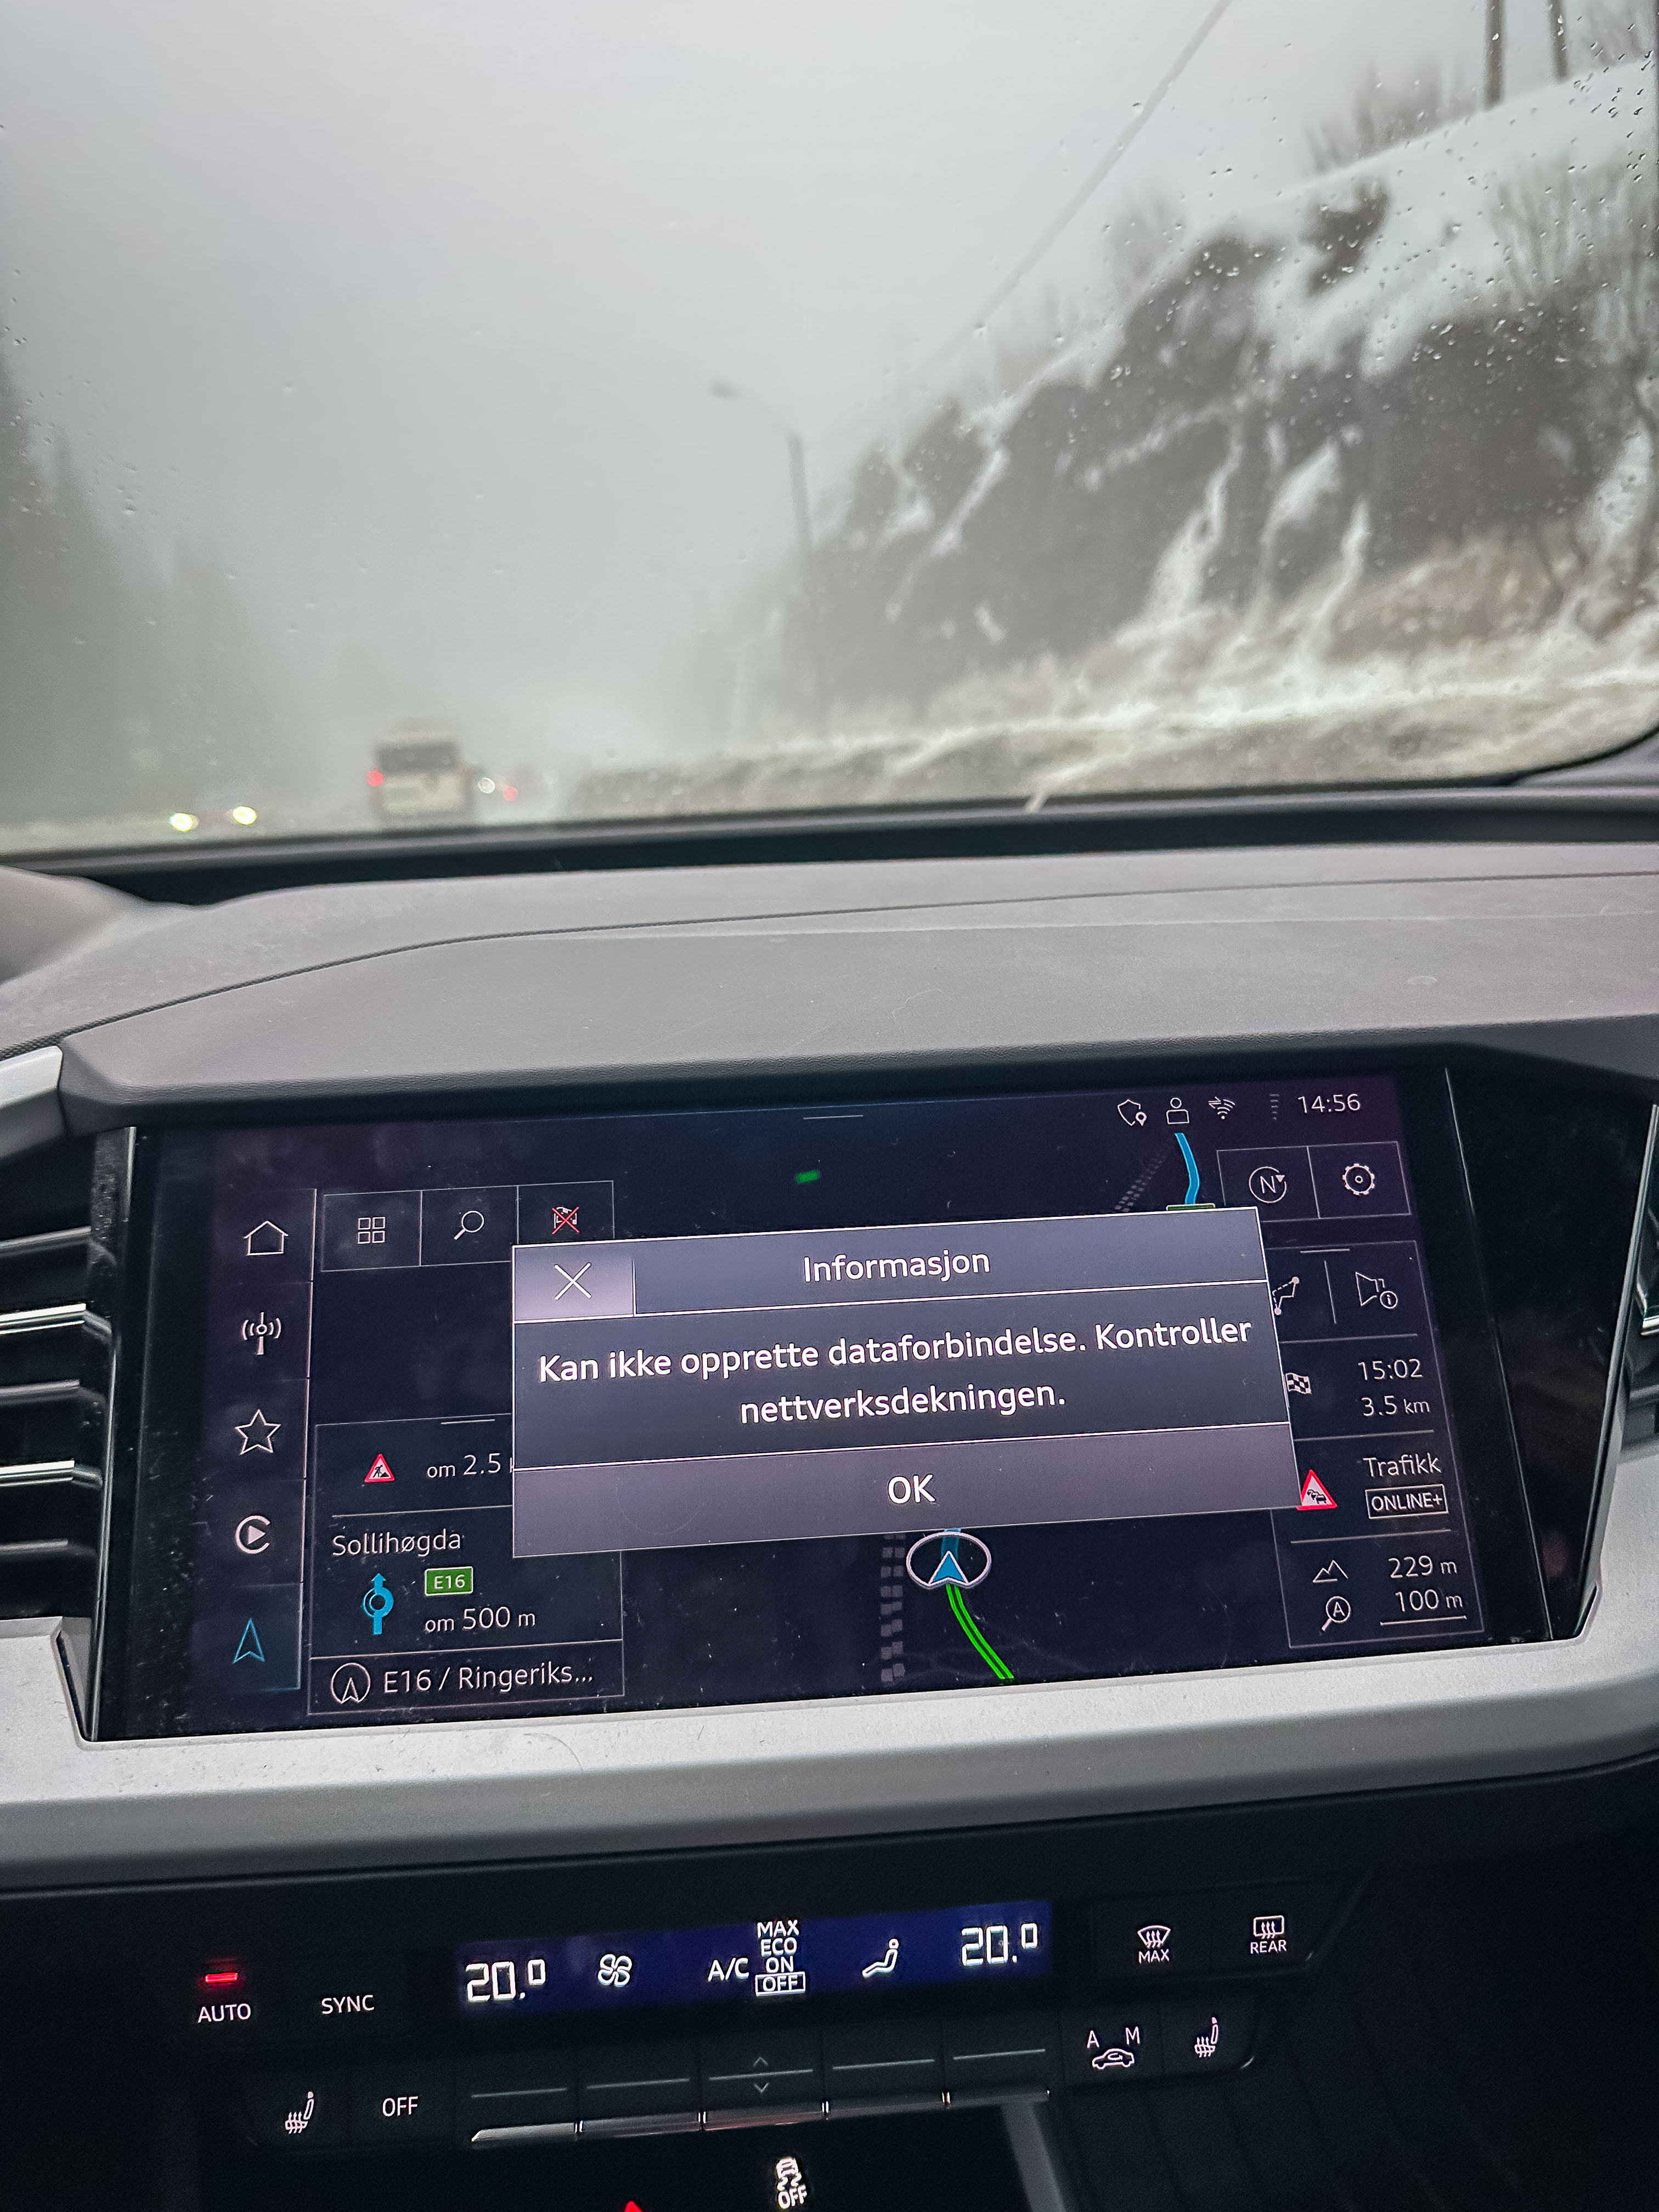 14:56
N
Informasjon
Kan ikke opprette dataforbindelse. Kontroller
nettverksdekningen.
OK
15:02
3.5 km
om 2.5
Trafikk
ONLINE+
Sollihøgda
E16
om 500 m
229 m
A
100 m
E16 / Ringeriks...
MAX
ECO
A/C ON
OFF
20.0
20.0
MAX
REAR
AUTO
SYNC
A M
OFF
OFF